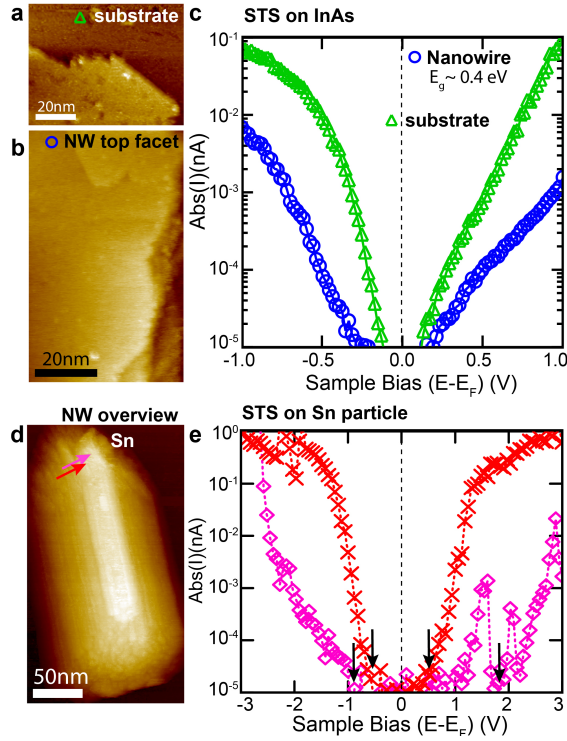 a
substrate
20nm
b
NW top facet
20nm
c
STS on InAs
Nanowire
E_g ~ 0.4 eV
substrate
Abs(I)(nA)
10^-1
10^-2
10^-3
10^-4
10^-5
-1.0 -0.5 0.0 0.5 1.0
Sample Bias (E-E_F) (V)
NW overview
d
Sn
50nm
e
STS on Sn particle
Abs(I)(nA)
10^0
10^-1
10^-2
10^-3
10^-4
10^-5
-3 -2 -1 0 1 2 3
Sample Bias (E-E_F) (V)